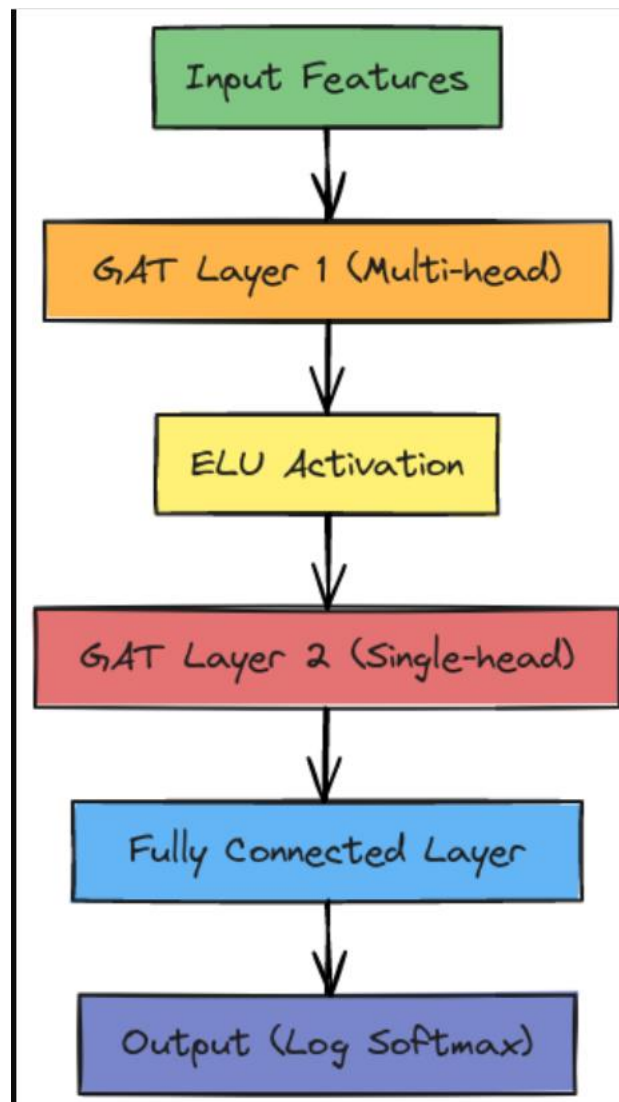 Input Features
GAT Layer 1 (Multi-head)
ELU Activation
GAT Layer 2 (Single-head)
Fully Connected Layer
Output (Log Softmax)